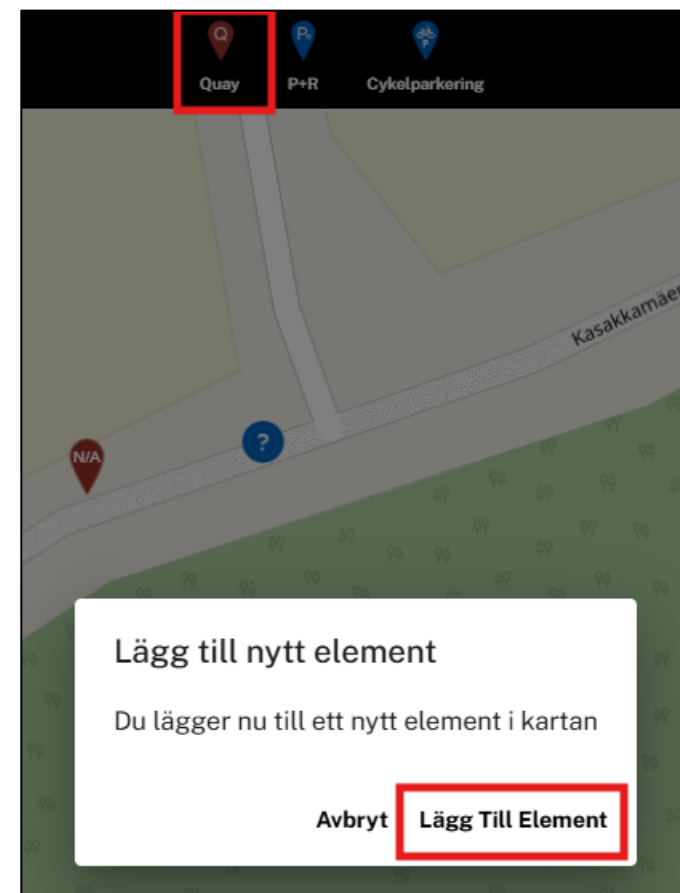 Q P+ P
Quay P+R Cykelparkering
Kasakkamäen
N/A
?
Lägg till nytt element
Du lägger nu till ett nytt element i kartan
Avbryt Lägg Till Element